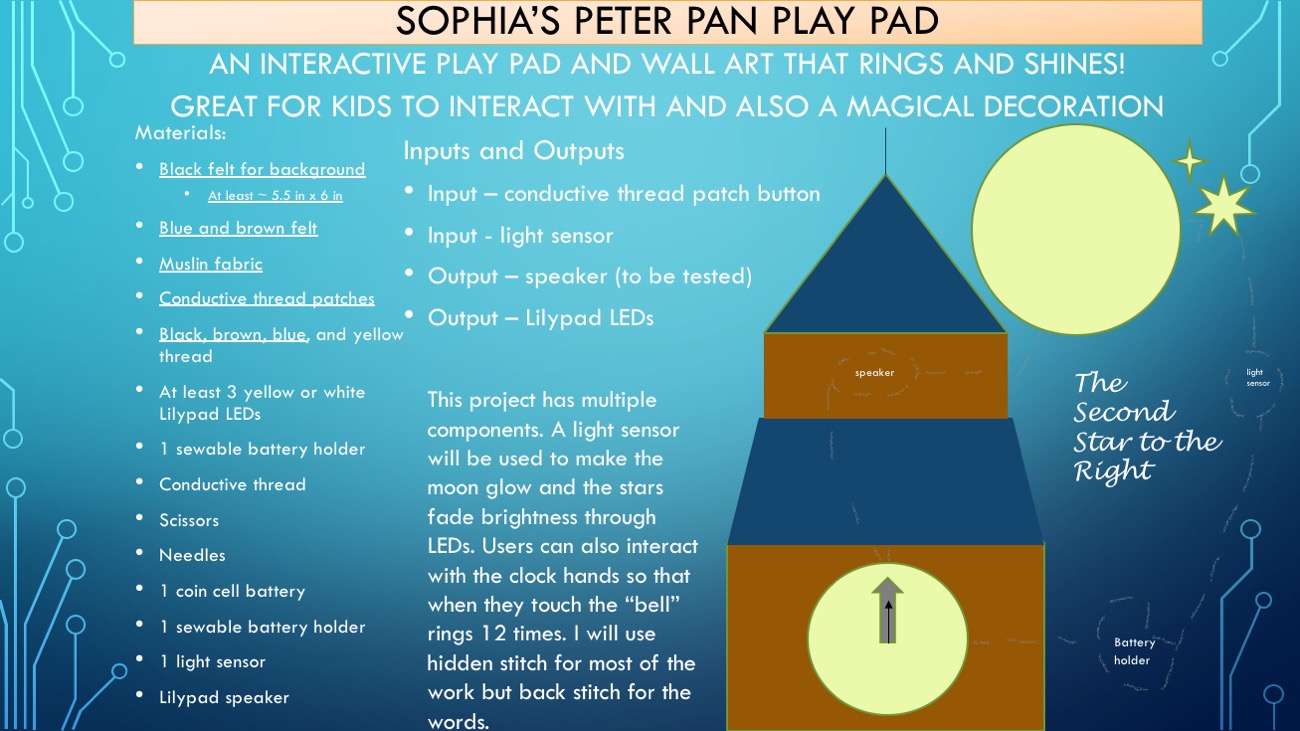 SOPHIA'S PETER PAN PLAY PAD
AN INTERACTIVE PLAY PAD AND WALL ART THAT RINGS AND SHINES!
GREAT FOR KIDS TO INTERACT WITH AND ALSO A MAGICAL DECORATION
Materials:
• Black felt for background
• At least ~ 5.5 in x 6 in
• Blue and brown felt
• Muslin fabric
• Conductive thread patches
• Black, brown, blue, and yellow
thread
• At least 3 yellow or white
Lilypad LEDs
• 1 sewable battery holder
• Conductive thread
• Scissors
• Needles
• 1 coin cell battery
• 1 sewable battery holder
• 1 light sensor
• Lilypad speaker
Inputs and Outputs
• Input – conductive thread patch button
• Input - light sensor
• Output – speaker (to be tested)
• Output – Lilypad LEDs
This project has multiple
components. A light sensor
will be used to make the
moon glow and the stars
fade brightness through
LEDs. Users can also interact
with the clock hands so that
when they touch the “bell”
rings 12 times. I will use
hidden stitch for most of the
work but back stitch for the
words.
speaker
The
Second
Star to the
Right
light
sensor
Battery
holder